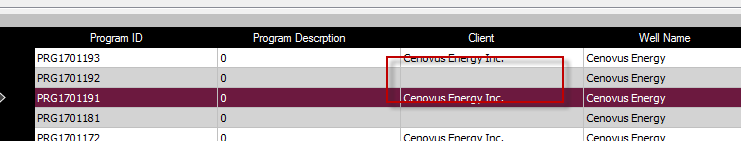 Program ID Program Descrption Client Well Name
PRG1701193 0 Cenovus Energy Inc. Cenovus Energy
PRG1701192 0 Cenovus Energy
PRG1701191 0 Cenovus Energy Inc. Cenovus Energy
PRG1701181 0 Cenovus Energy
PRG1701172 0 Cenovus Energy Inc. Cenovus Energy